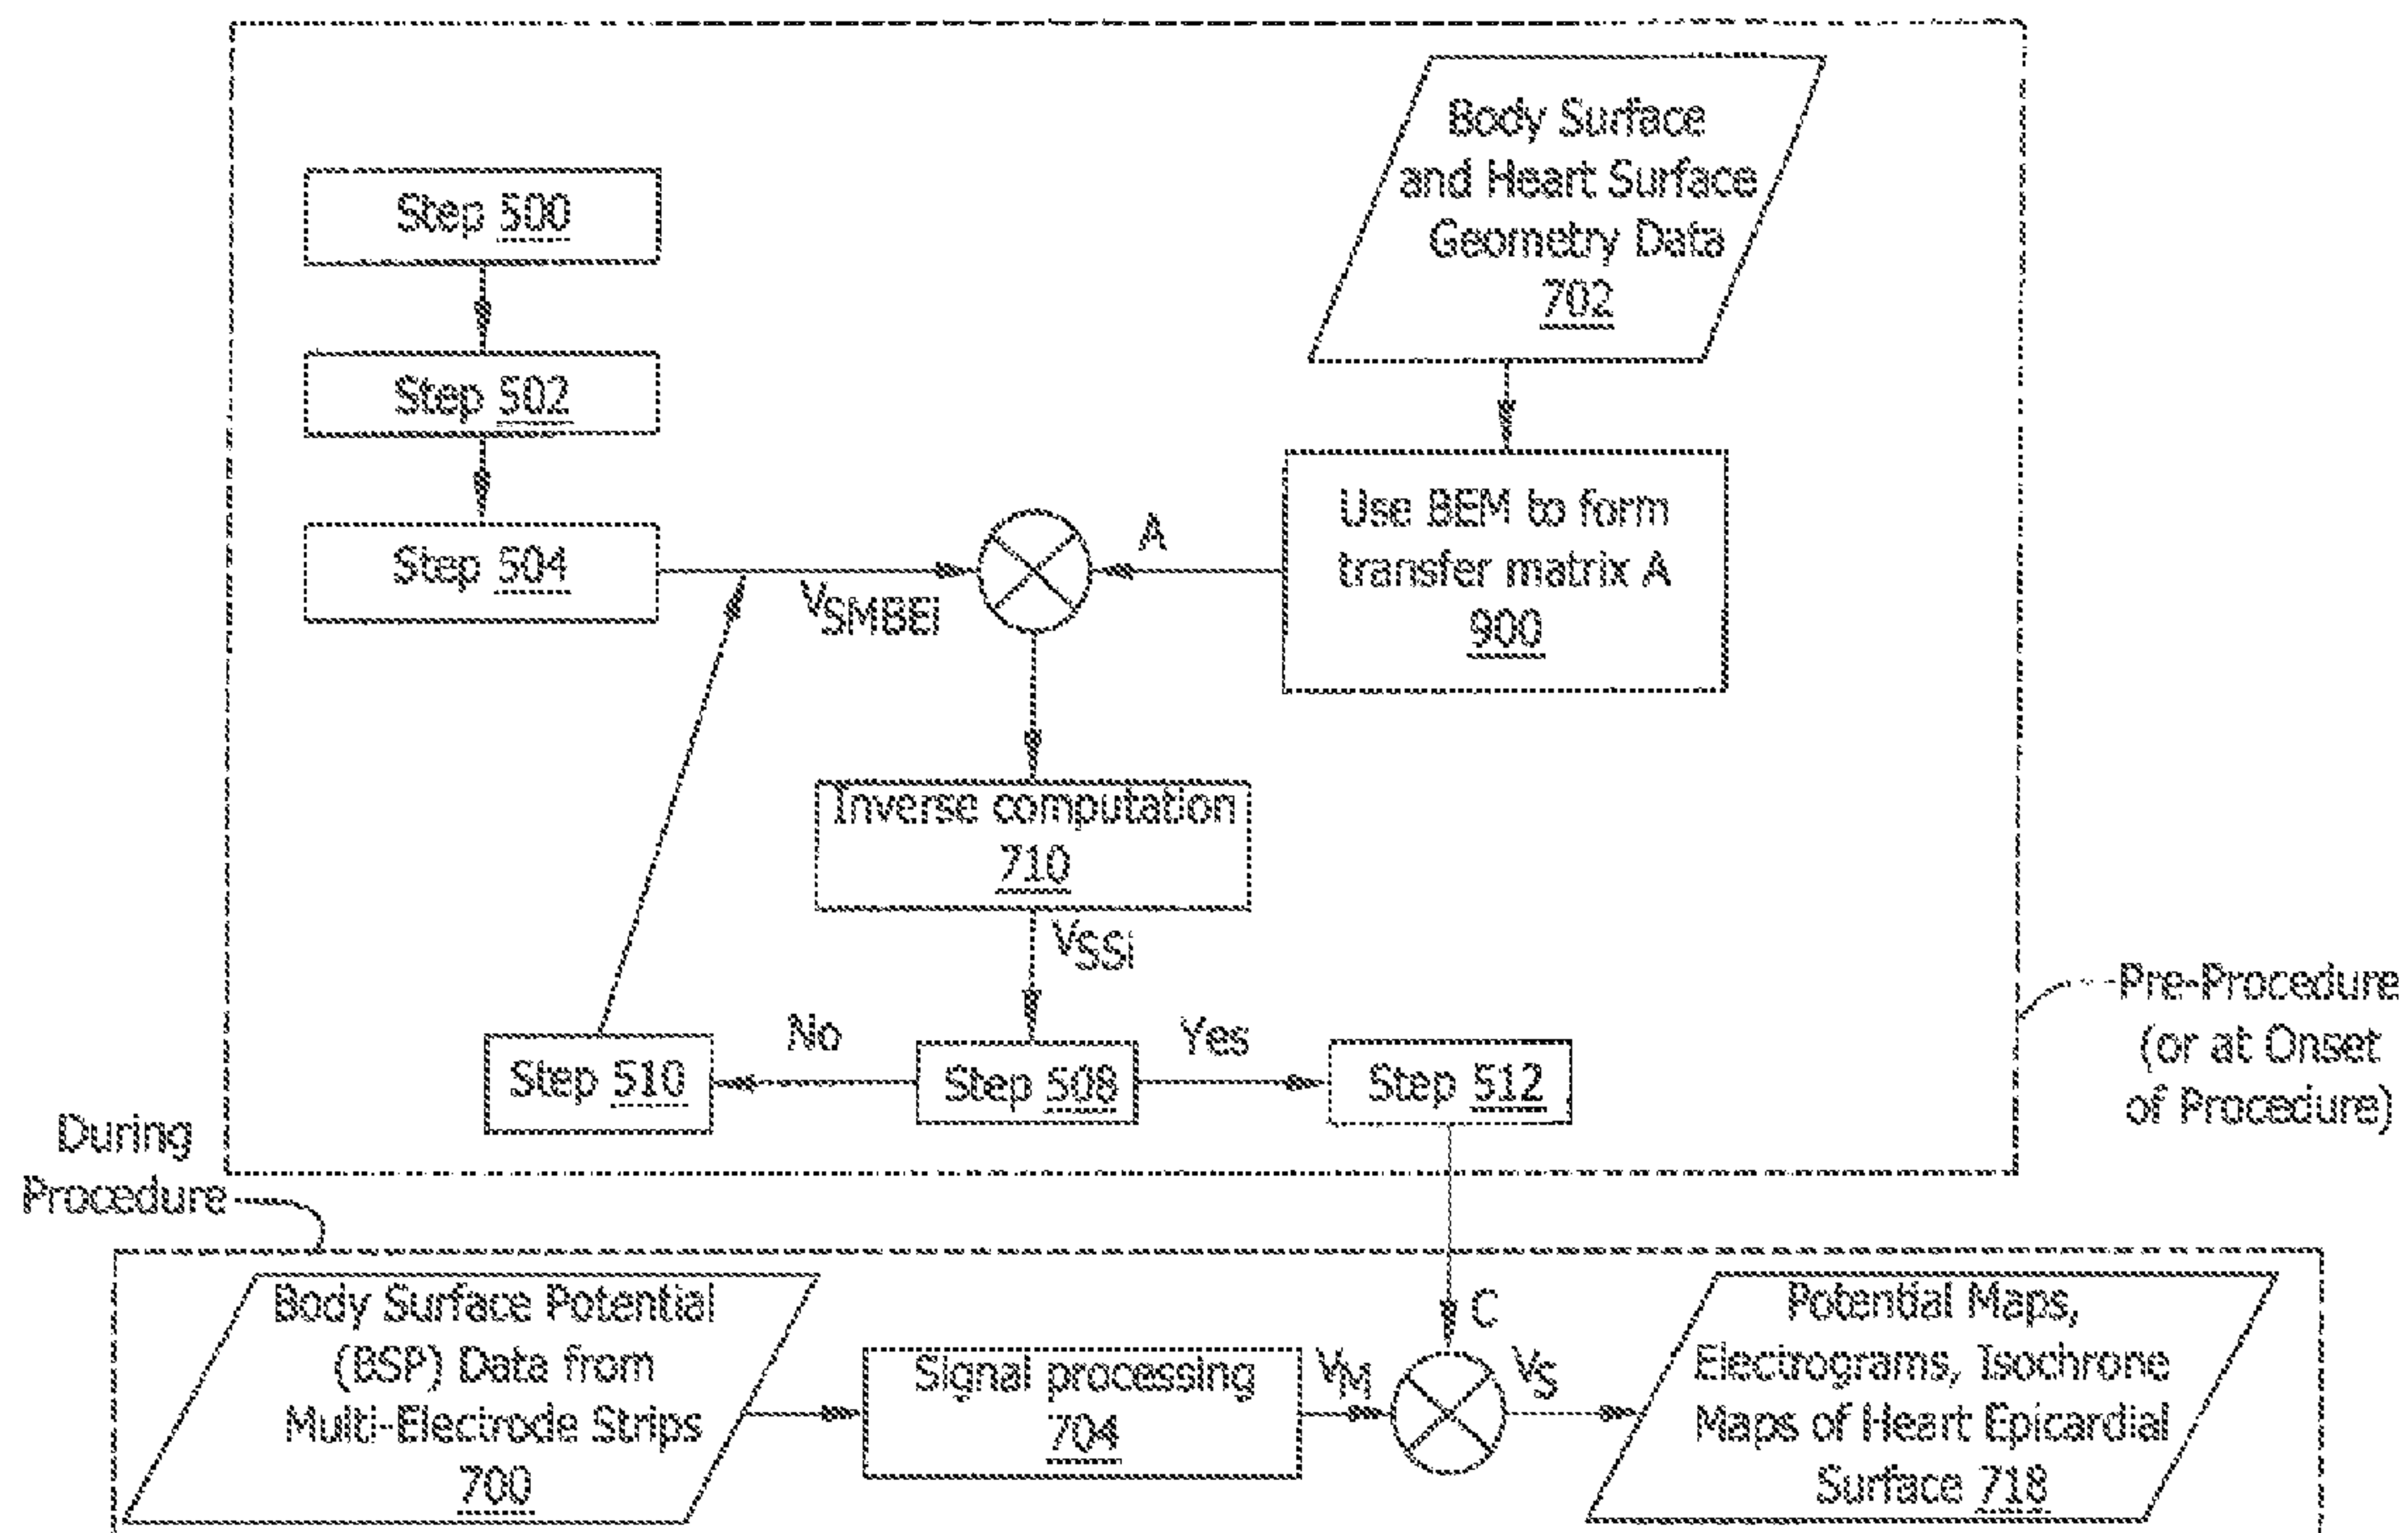 Body Surface
and Heart Surface
Geometry Data
702
Step 500
Step 502
Step 504
Use BEM to form
transfer matrix A
900
A
VSMBEi
Inverse computation
710
VSSi
No
Yes
Step 510
Step 508
Step 512
Pre-Procedure
(or at Onset
of Procedure)
During
Procedure
Body Surface Potential
(BSP) Data from
Multi-Electrode Strips
700
Signal processing
704
VM
C
VS
Potential Maps,
Electrograms, Isochrone
Maps of Heart Epicardial
Surface 718